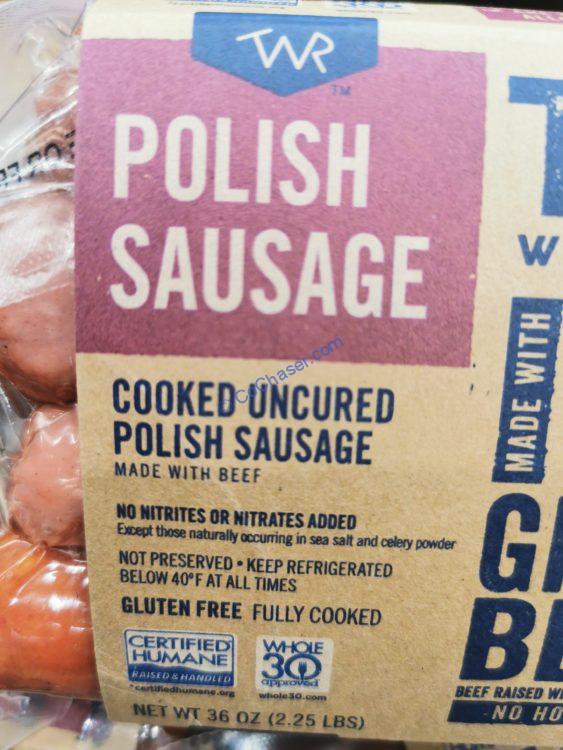 TWR
TM
POLISH
SAUSAGE
CoChaser.com
COOKED UNCURED
POLISH SAUSAGE
MADE WITH BEEF
NO NITRITES OR NITRATES ADDED
Except those naturally occurring in sea salt and celery powder
NOT PRESERVED • KEEP REFRIGERATED
BELOW 40°F AT ALL TIMES
GLUTEN FREE FULLY COOKED
CERTIFIED
HUMANE
RAISED & HANDLED
certifiedhumane.org
WHOLE
30
approved
whole30.com
NET WT 36 OZ (2.25 LBS)
MADE WITH
BEEF RAISED